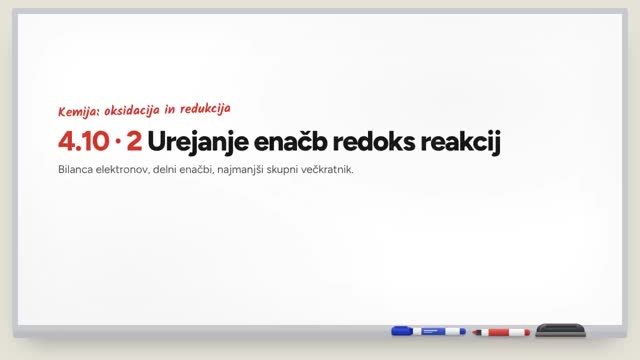 Kemija: oksidacija in redukcija
4.10 · 2 Urejanje enačb redoks reakcij
Bilanca elektronov, delni enačbi, najmanjši skupni večkratnik.